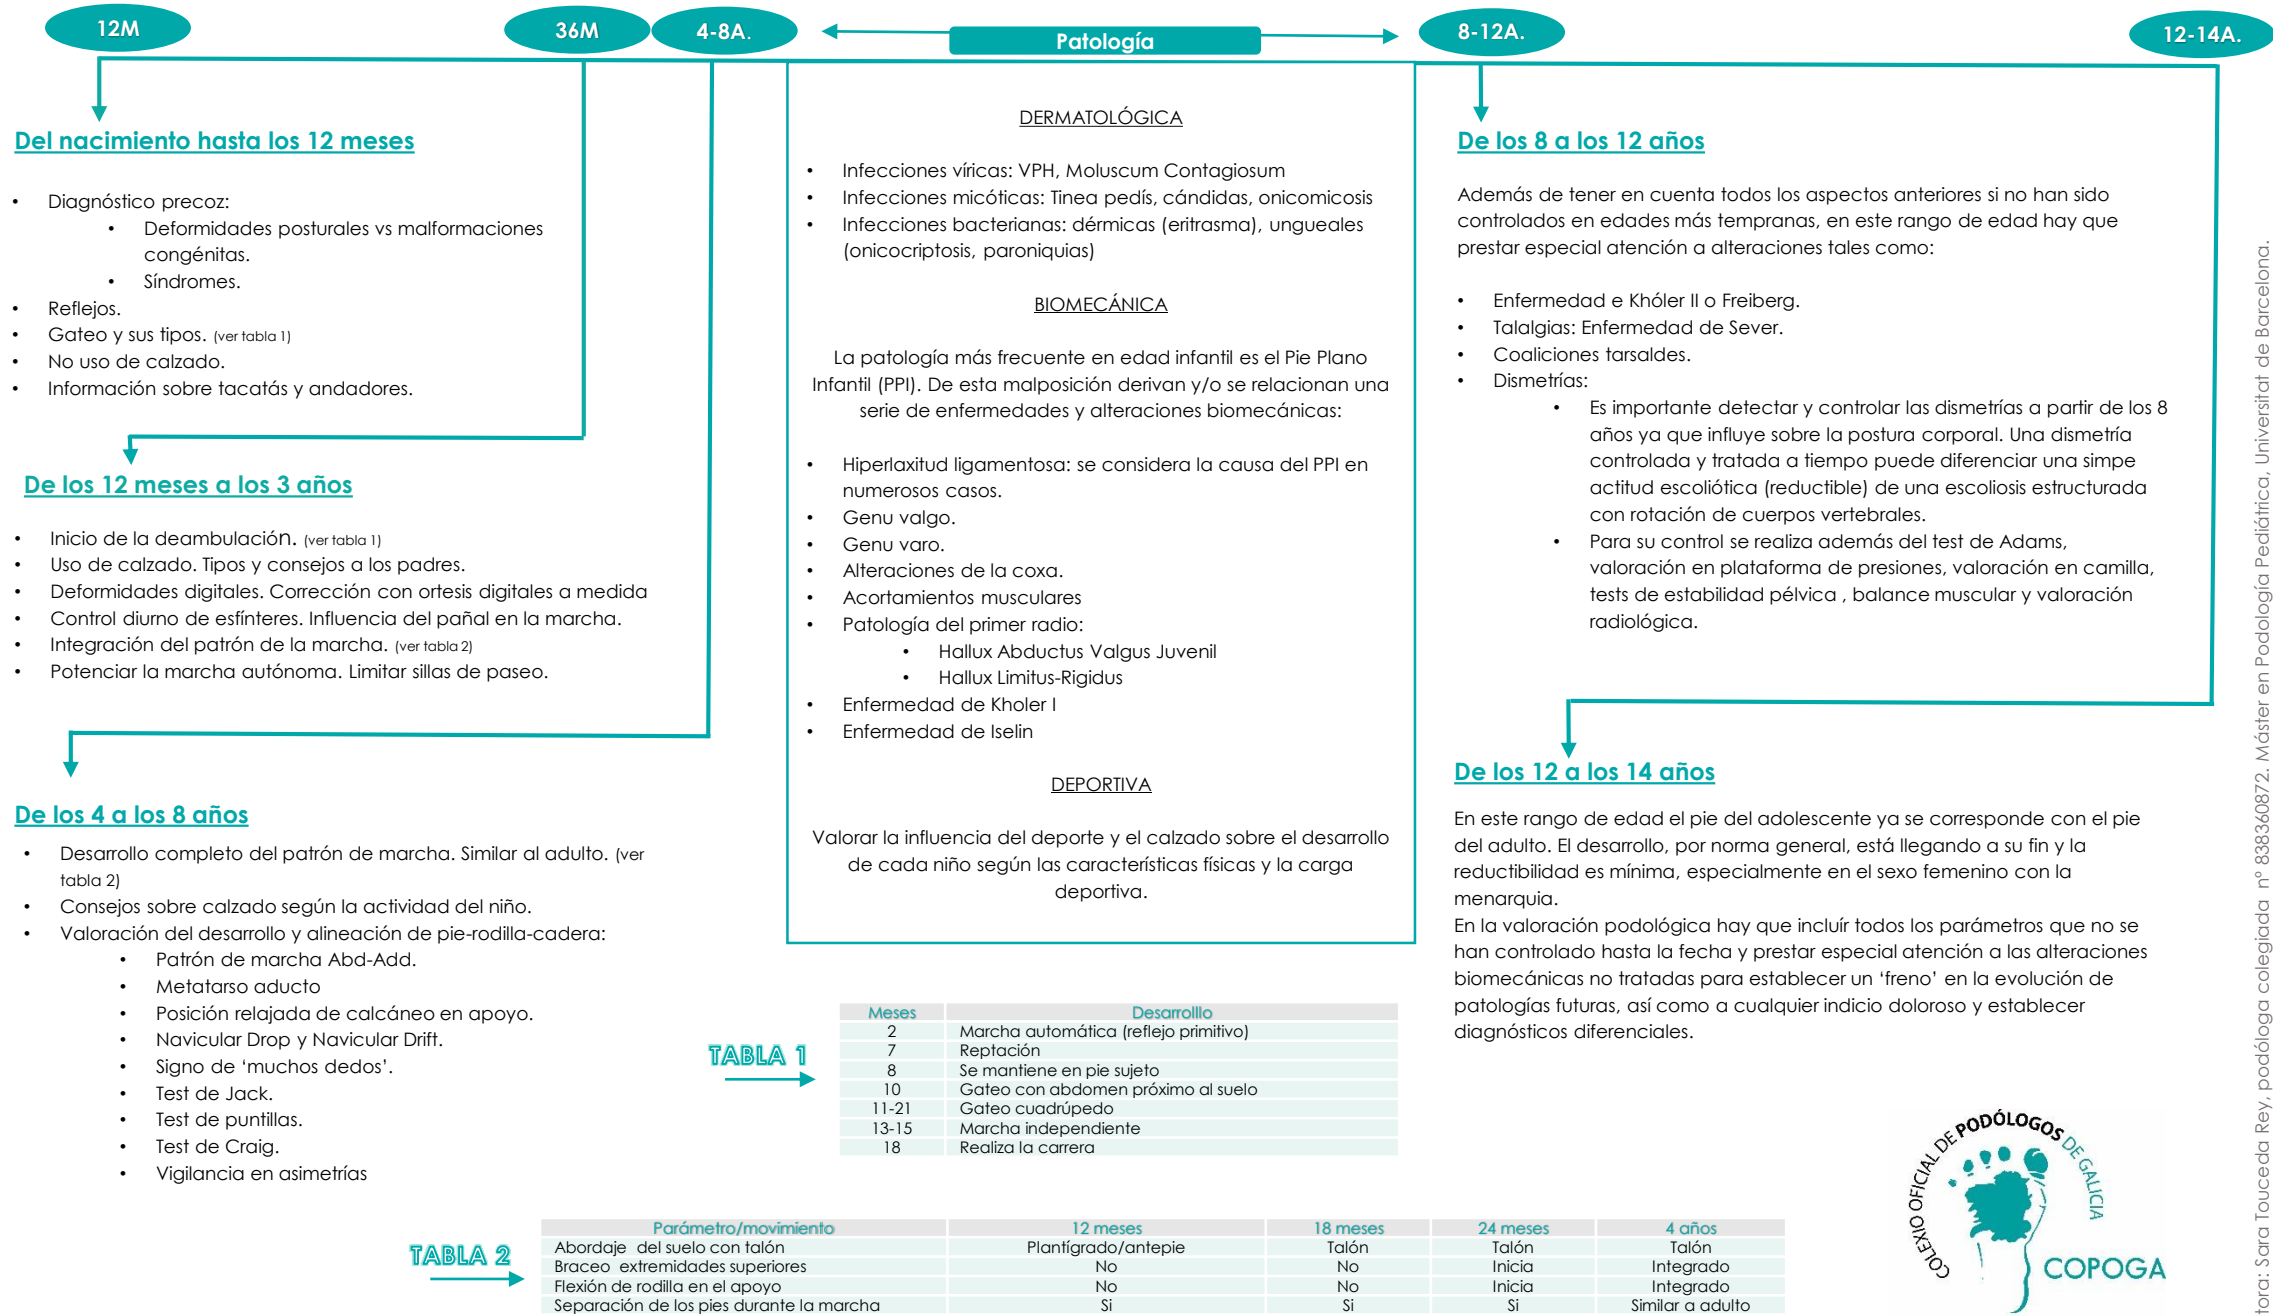 12M
36M
4-8A.
Patología
8-12A.
12-14A.
Del nacimiento hasta los 12 meses
• Diagnóstico precoz:
• Deformidades posturales vs malformaciones
congénitas.
• Síndromes.
• Reflejos.
• Gateo y sus tipos. (ver tabla 1)
• No uso de calzado.
• Información sobre tacatás y andadores.
De los 12 meses a los 3 años
• Inicio de la deambulación. (ver tabla 1)
• Uso de calzado. Tipos y consejos a los padres.
• Deformidades digitales. Corrección con ortesis digitales a medida
• Control diurno de esfínteres. Influencia del pañal en la marcha.
• Integración del patrón de la marcha. (ver tabla 2)
• Potenciar la marcha autónoma. Limitar sillas de paseo.
De los 4 a los 8 años
• Desarrollo completo del patrón de marcha. Similar al adulto. (ver
tabla 2)
• Consejos sobre calzado según la actividad del niño.
• Valoración del desarrollo y alineación de pie-rodilla-cadera:
• Patrón de marcha Abd-Add.
• Metatarso aducto
• Posición relajada de calcáneo en apoyo.
• Navicular Drop y Navicular Drift.
• Signo de ‘muchos dedos’.
• Test de Jack.
• Test de puntillas.
• Test de Craig.
• Vigilancia en asimetrías
DERMATOLÓGICA
• Infecciones víricas: VPH, Moluscum Contagiosum
• Infecciones micóticas: Tinea pedís, cándidas, onicomicosis
• Infecciones bacterianas: dérmicas (eritrasma), ungueales
(onicocriptosis, paroniquias)
BIOMECÁNICA
La patología más frecuente en edad infantil es el Pie Plano
Infantil (PPI). De esta malposición derivan y/o se relacionan una
serie de enfermedades y alteraciones biomecánicas:
• Hiperlaxitud ligamentosa: se considera la causa del PPI en
numerosos casos.
• Genu valgo.
• Genu varo.
• Alteraciones de la coxa.
• Acortamientos musculares
• Patología del primer radio:
• Hallux Abductus Valgus Juvenil
• Hallux Limitus-Rigidus
• Enfermedad de Kholer I
• Enfermedad de Iselin
DEPORTIVA
Valorar la influencia del deporte y el calzado sobre el desarrollo
de cada niño según las características físicas y la carga
deportiva.
De los 8 a los 12 años
Además de tener en cuenta todos los aspectos anteriores si no han sido
controlados en edades más tempranas, en este rango de edad hay que
prestar especial atención a alteraciones tales como:
• Enfermedad e Khóler II o Freiberg.
• Talalgias: Enfermedad de Sever.
• Coaliciones tarsaldes.
• Dismetrías:
• Es importante detectar y controlar las dismetrías a partir de los 8
años ya que influye sobre la postura corporal. Una dismetría
controlada y tratada a tiempo puede diferenciar una simpe
actitud escoliótica (reductible) de una escoliosis estructurada
con rotación de cuerpos vertebrales.
• Para su control se realiza además del test de Adams,
valoración en plataforma de presiones, valoración en camilla,
tests de estabilidad pélvica , balance muscular y valoración
radiológica.
De los 12 a los 14 años
En este rango de edad el pie del adolescente ya se corresponde con el pie
del adulto. El desarrollo, por norma general, está llegando a su fin y la
reductibilidad es mínima, especialmente en el sexo femenino con la
menarquia.
En la valoración podológica hay que incluír todos los parámetros que no se
han controlado hasta la fecha y prestar especial atención a las alteraciones
biomecánicas no tratadas para establecer un ‘freno’ en la evolución de
patologías futuras, así como a cualquier indicio doloroso y establecer
diagnósticos diferenciales.
TABLA 1
Meses Desarrolllo
2 Marcha automática (reflejo primitivo)
7 Reptación
8 Se mantiene en pie sujeto
10 Gateo con abdomen próximo al suelo
11-21 Gateo cuadrúpedo
13-15 Marcha independiente
18 Realiza la carrera
TABLA 2
Parámetro/movimiento 12 meses 18 meses 24 meses 4 años
Abordaje del suelo con talón Plantígrado/antepie Talón Talón Talón
Braceo extremidades superiores No No Inicia Integrado
Flexión de rodilla en el apoyo No No Inicia Integrado
Separación de los pies durante la marcha Si Si Si Similar a adulto
COLEXIO OFICIAL DE PODÓLOGOS DE GALICIA
COPOGA
tora: Sara Touceda Rey, podóloga colegiada nº 838360872. Máster en Podología Pediátrica, Universitat de Barcelona.